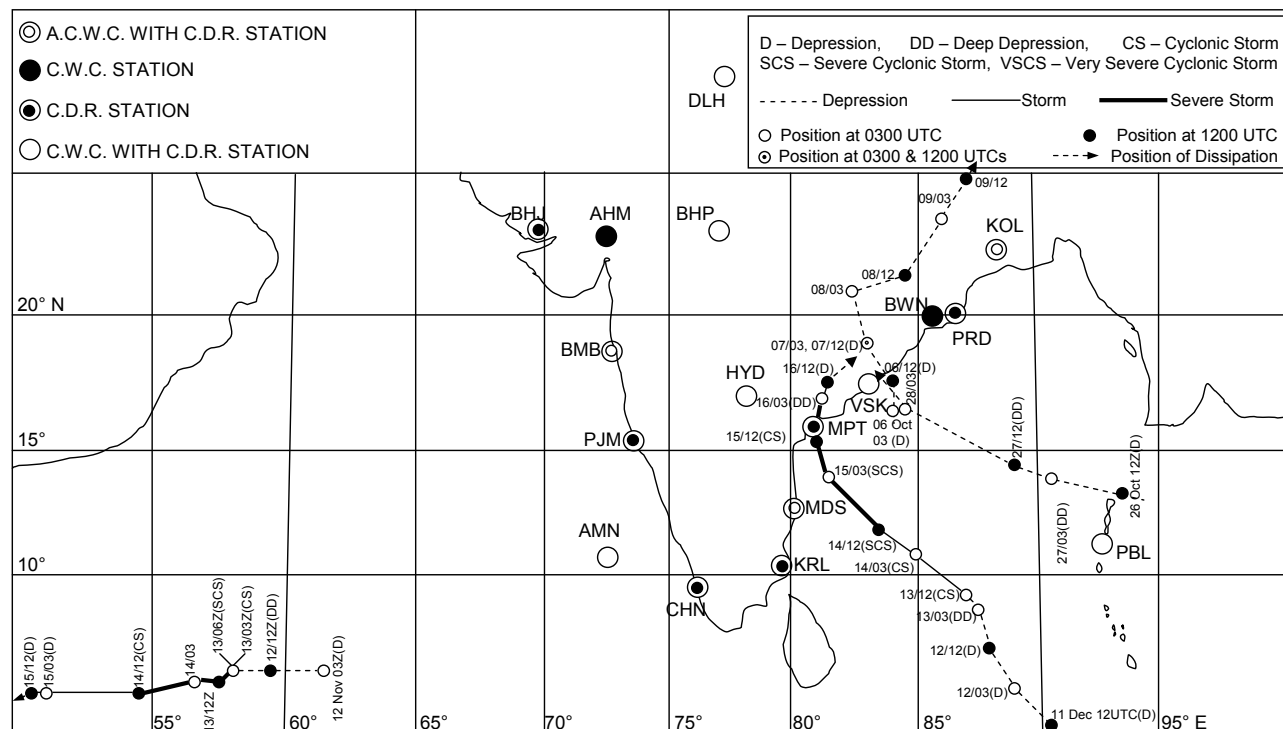 A.C.W.C. WITH C.D.R. STATION
C.W.C. STATION
C.D.R. STATION
C.W.C. WITH C.D.R. STATION
D – Depression, DD – Deep Depression, CS – Cyclonic Storm
SCS – Severe Cyclonic Storm, VSCS – Very Severe Cyclonic Storm
Depression Storm Severe Storm
Position at 0300 UTC Position at 1200 UTC
Position at 0300 & 1200 UTCs Position of Dissipation
DLH
09/12
09/03
BHJ
AHM
BHP
KOL
08/12
08/03
20° N
BWN
PRD
BMB
07/03, 07/12(D)
16/12(D)
06/12(D)
HYD
VSK
28/03
16/03(DD)
06 Oct
03 (D)
MPT
PJM
15/12(CS)
15°
27/12(DD)
26 Oct 12Z(D)
15/03(SCS)
MDS
27/03(DD)
PBL
AMN
14/12(SCS)
KRL
14/03(CS)
10°
CHN
13/12(CS)
13/03(DD)
12/12(D)
12/03(D)
11 Dec 12UTC(D)
15/12(D)
15/03(D)
14/12(CS)
14/03
13/12Z
13/06Z(SCS)
13/03Z(CS)
12/12Z(DD)
12 Nov 03Z(D)
55° 60° 65° 70° 75° 80° 85° 90° 95° E